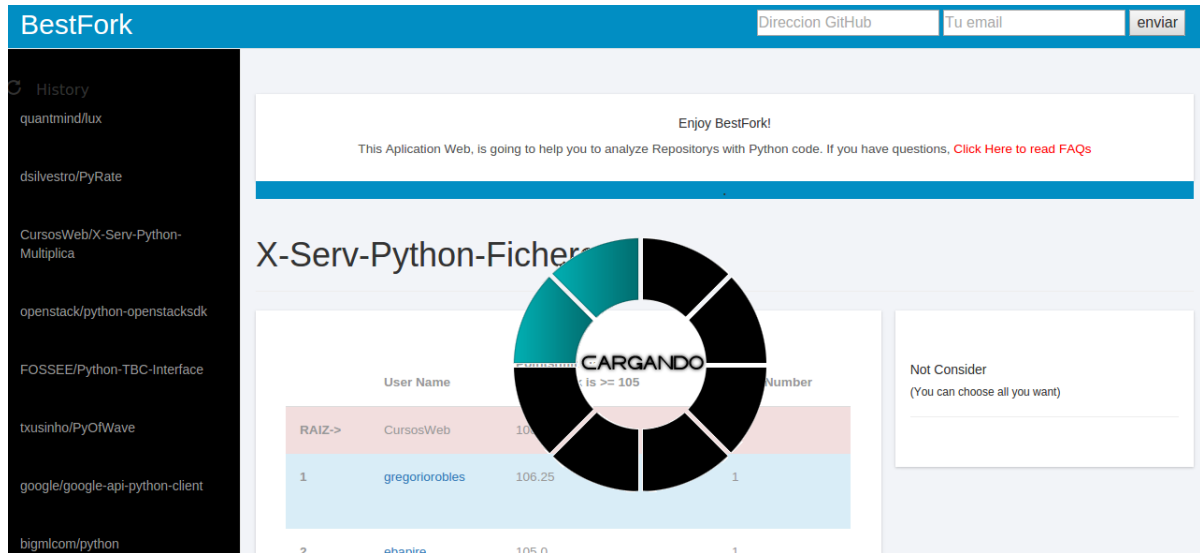 BestFork
Direccion GitHub
Tu email
enviar
History
quantmind/lux
dsilvestro/PyRate
CursosWeb/X-Serv-Python-
Multiplica
openstack/python-openstacksdk
FOSSEE/Python-TBC-Interface
txusinho/PyOfWave
google/google-api-python-client
bigmlcom/python
Enjoy BestFork!
This Aplication Web, is going to help you to analyze Repositorys with Python code. If you have questions, Click Here to read FAQs
X-Serv-Python-Ficheros
CARGANDO
User Name
is >= 105
Number
RAIZ-> CursosWeb
1 gregoriorobles 106.25 1
2 ebapire 105.0 1
Not Consider
(You can choose all you want)